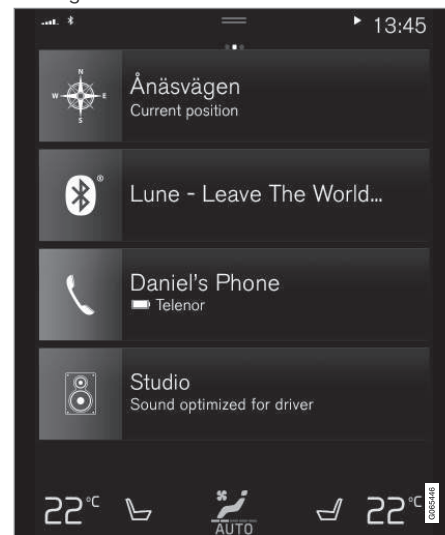 13:45
N
W E
S
Ånäsvägen
Current position
®
Lune - Leave The World...
Daniel's Phone
Telenor
Studio
Sound optimized for driver
22°C
AUTO
22°C
G065446